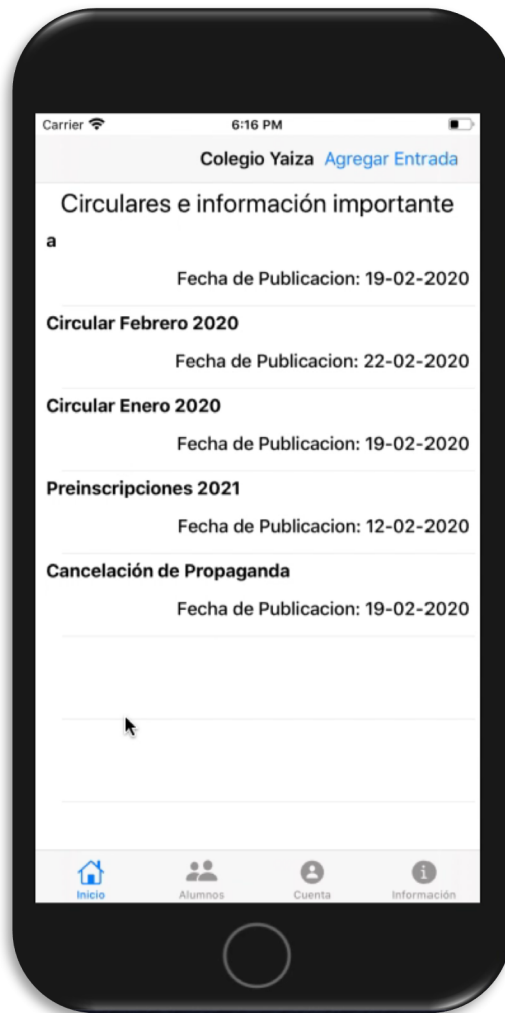 Carrier 6:16 PM
Colegio Yaiza Agregar Entrada
Circulares e información importante
a
Fecha de Publicacion: 19-02-2020
Circular Febrero 2020
Fecha de Publicacion: 22-02-2020
Circular Enero 2020
Fecha de Publicacion: 19-02-2020
Preinscripciones 2021
Fecha de Publicacion: 12-02-2020
Cancelación de Propaganda
Fecha de Publicacion: 19-02-2020
Inicio Alumnos Cuenta Información